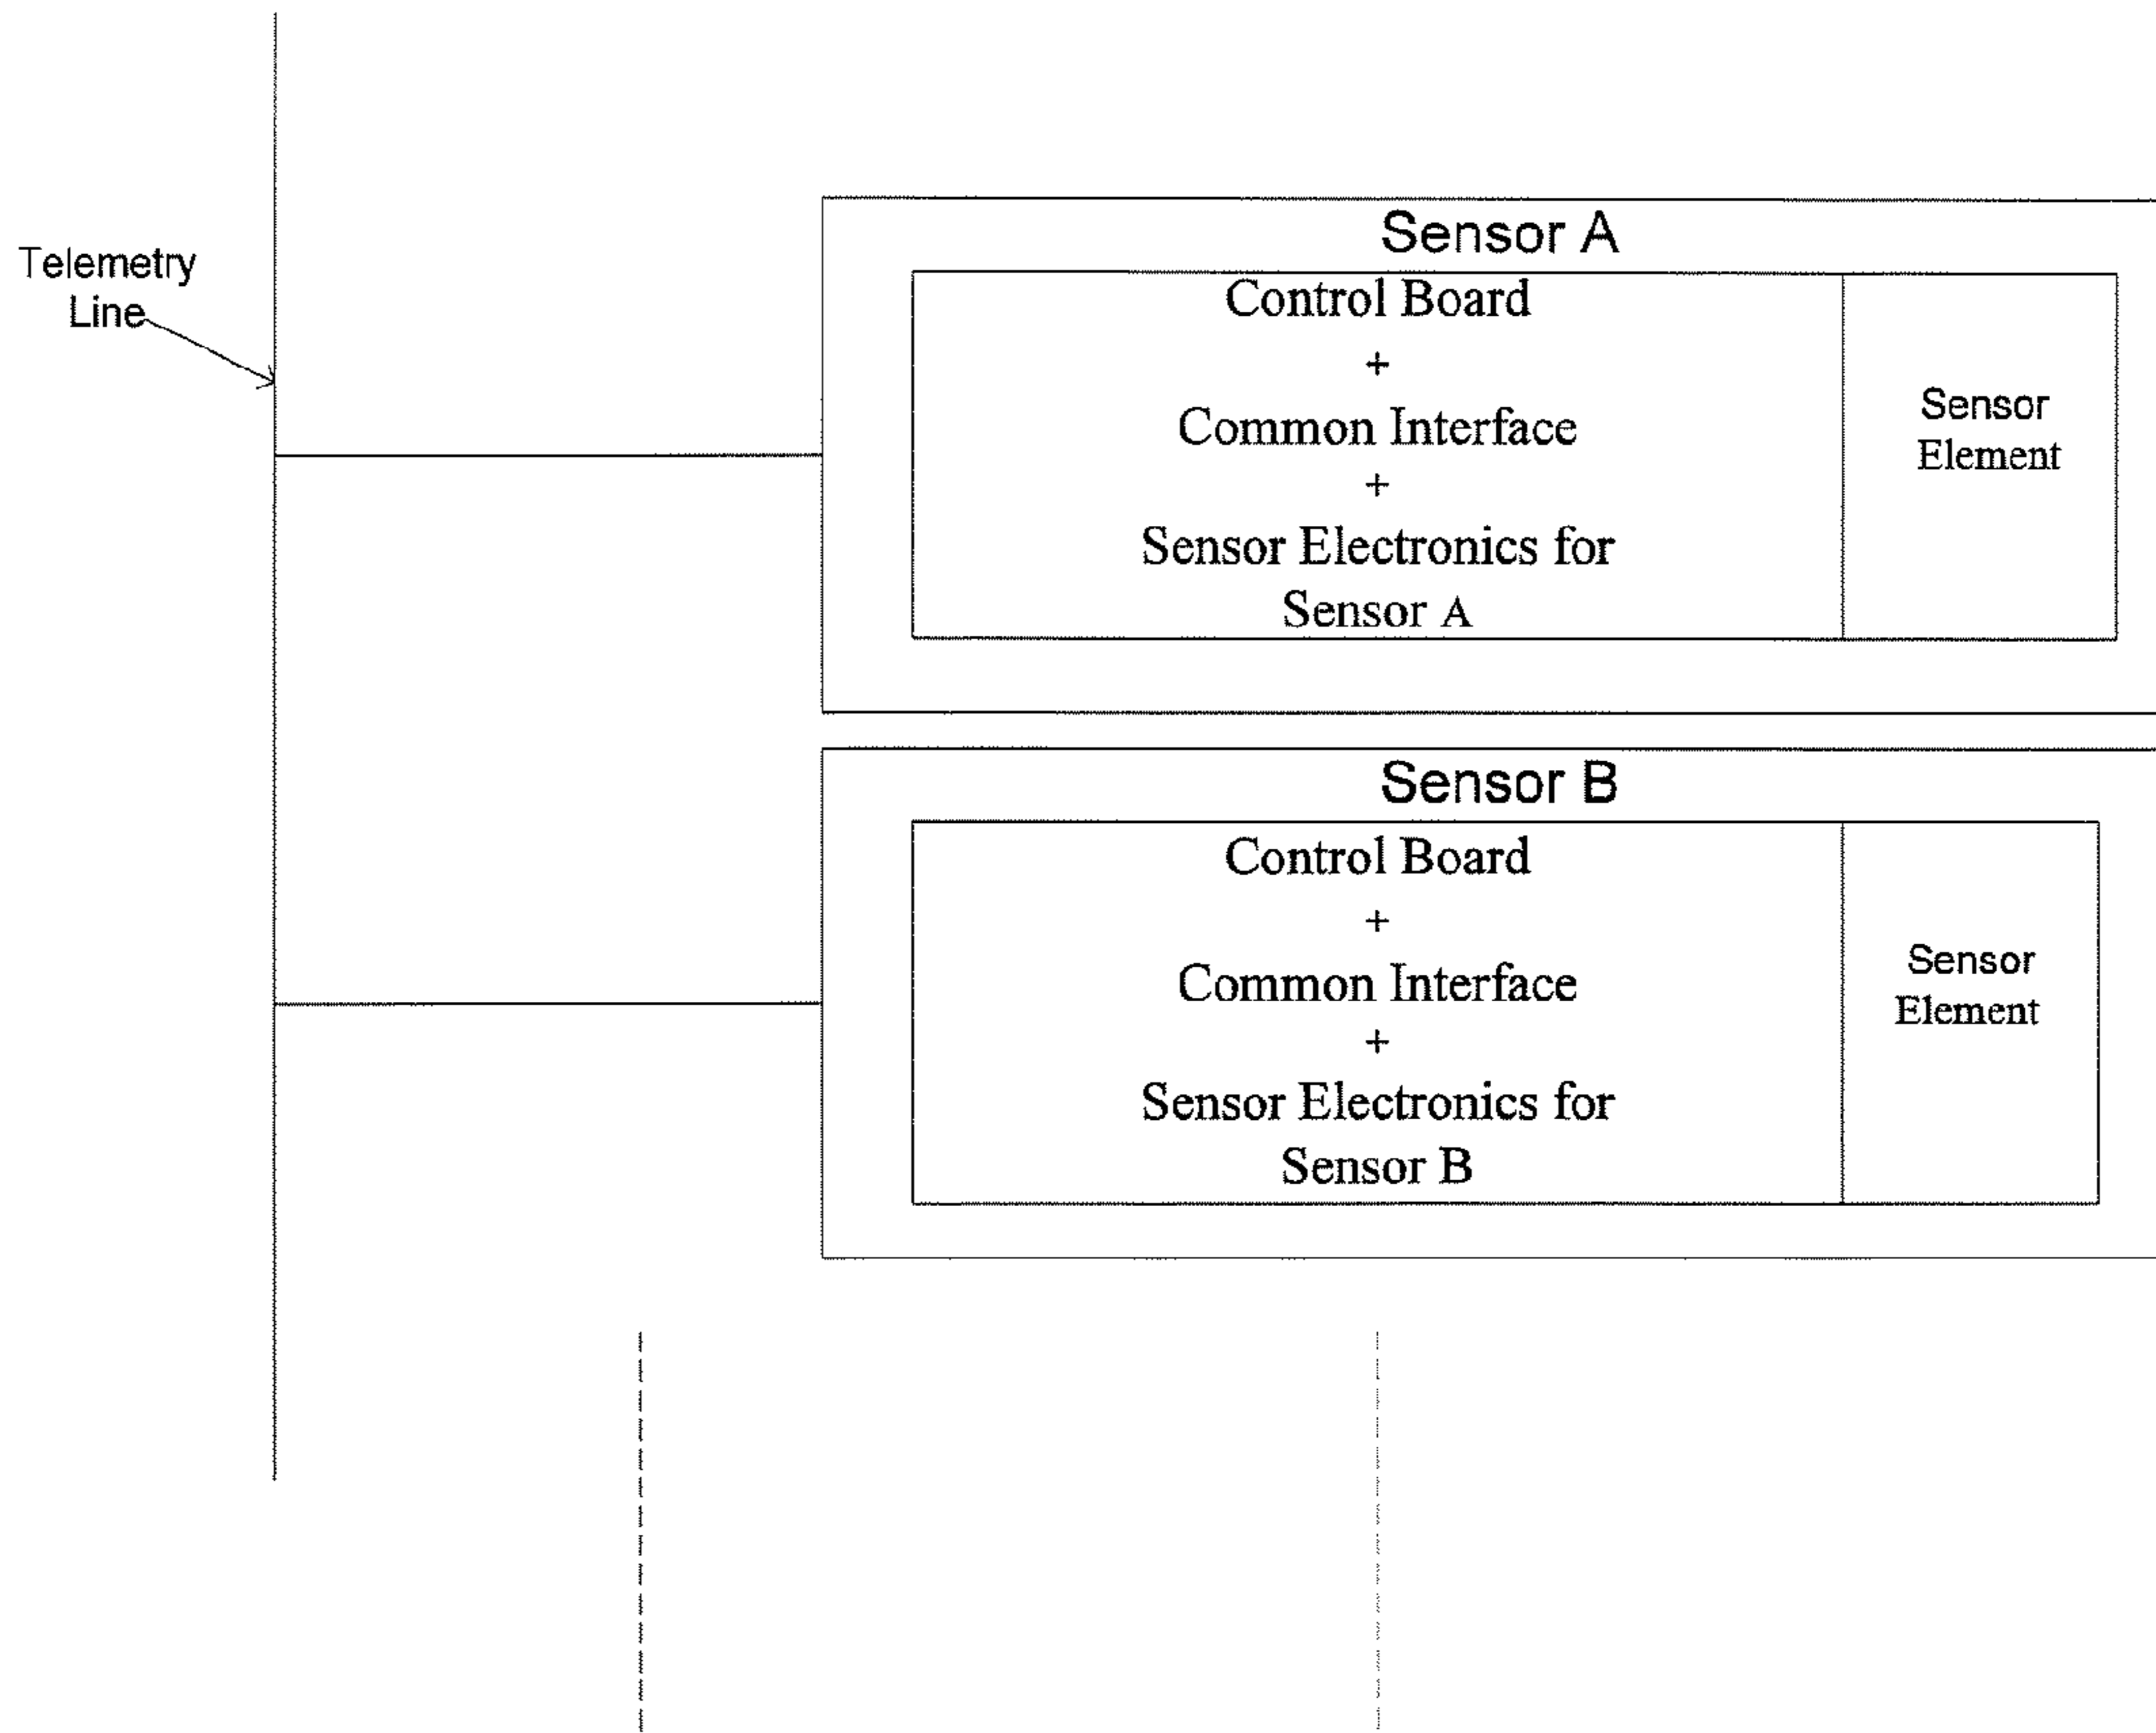 Telemetry
Line
Sensor A
Control Board
+
Common Interface
+
Sensor Electronics for
Sensor A
Sensor
Element
Sensor B
Control Board
+
Common Interface
+
Sensor Electronics for
Sensor B
Sensor
Element